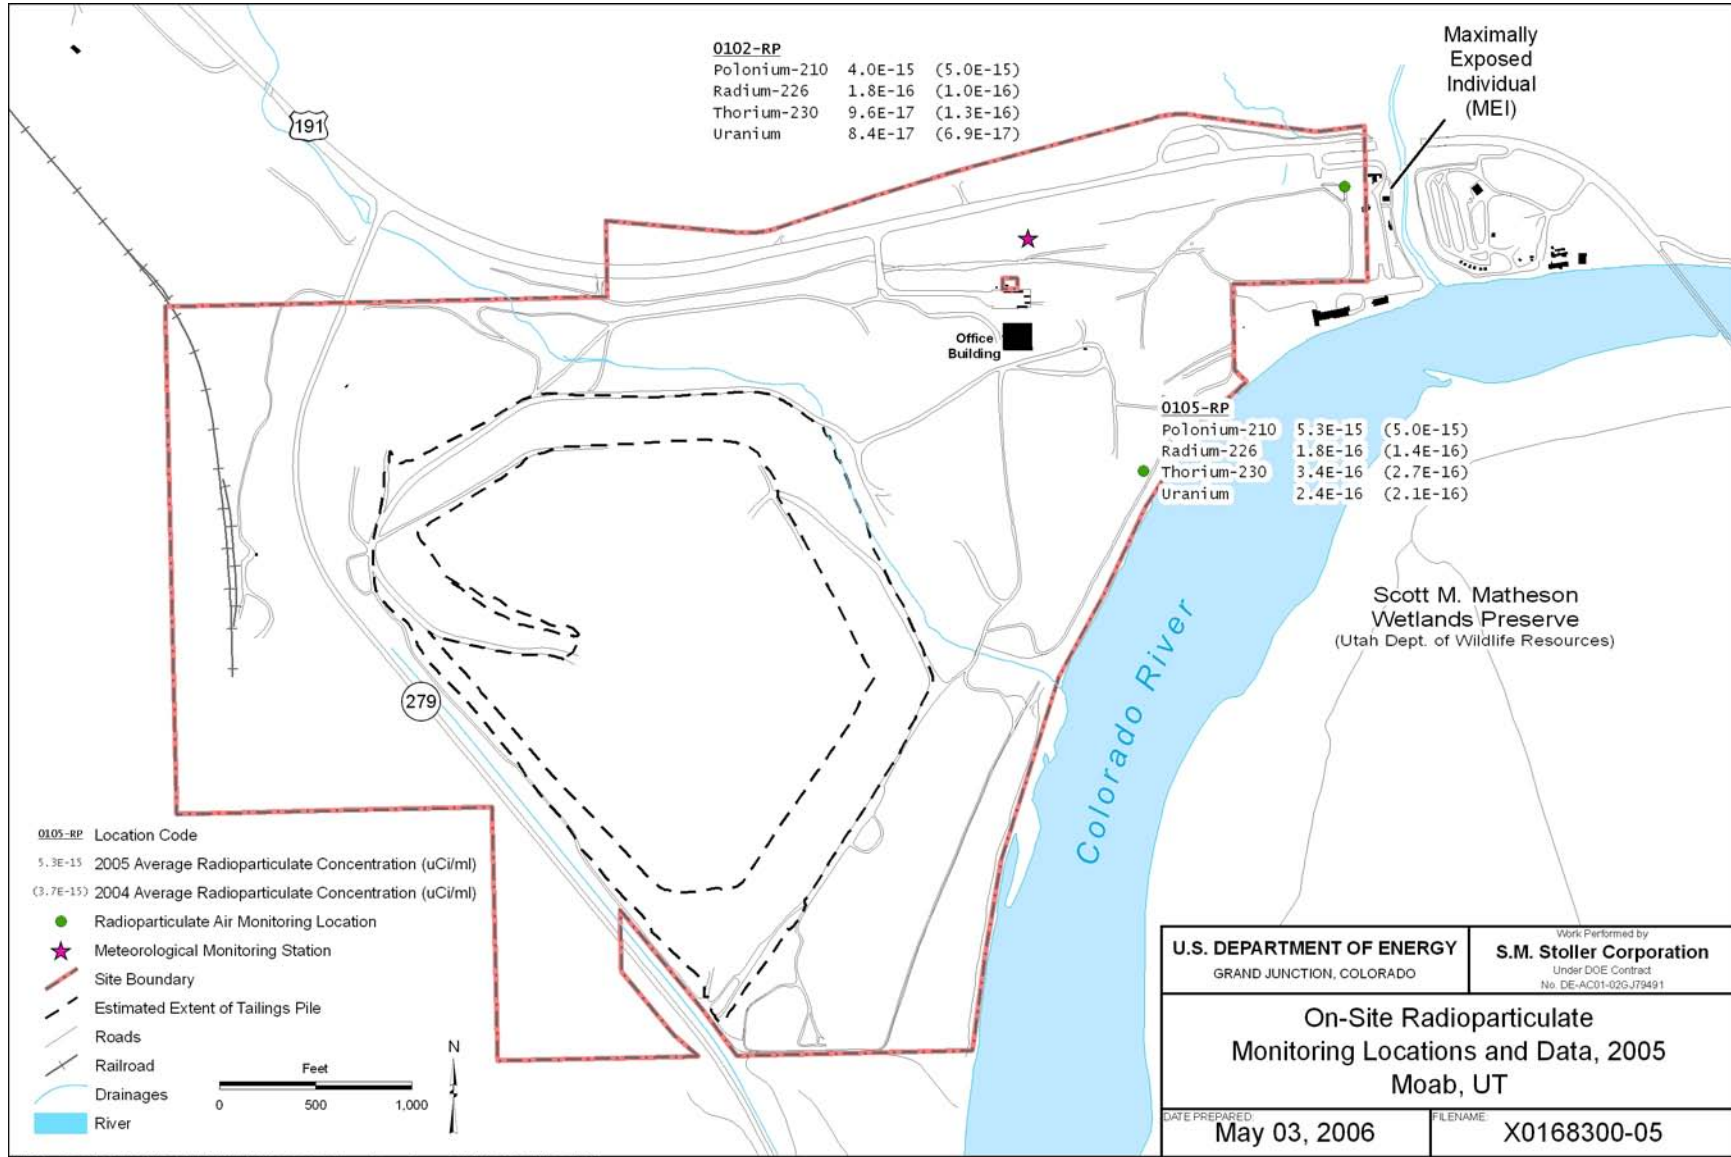 0102-RP
Polonium-210 4.0E-15 (5.0E-15)
Radium-226 1.8E-16 (1.0E-16)
Thorium-230 9.6E-17 (1.3E-16)
Uranium 8.4E-17 (6.9E-17)
Maximally
Exposed
Individual
(MEI)
191
Office
Building
0105-RP
Polonium-210 5.3E-15 (5.0E-15)
Radium-226 1.8E-16 (1.4E-16)
Thorium-230 3.4E-16 (2.7E-16)
Uranium 2.4E-16 (2.1E-16)
Scott M. Matheson
Wetlands Preserve
(Utah Dept. of Wildlife Resources)
279
Colorado River
0105-RP Location Code
5.3E-15 2005 Average Radioparticulate Concentration (uCi/ml)
(3.7E-15) 2004 Average Radioparticulate Concentration (uCi/ml)
Radioparticulate Air Monitoring Location
Meteorological Monitoring Station
Site Boundary
Estimated Extent of Tailings Pile
Roads
Railroad
Drainages
River
Feet
0 500 1,000
N
U.S. DEPARTMENT OF ENERGY
GRAND JUNCTION, COLORADO
Work Performed by
S.M. Stoller Corporation
Under DOE Contract
No. DE-AC01-02GJ79491
On-Site Radioparticulate
Monitoring Locations and Data, 2005
Moab, UT
DATE PREPARED:
May 03, 2006
FILENAME:
X0168300-05